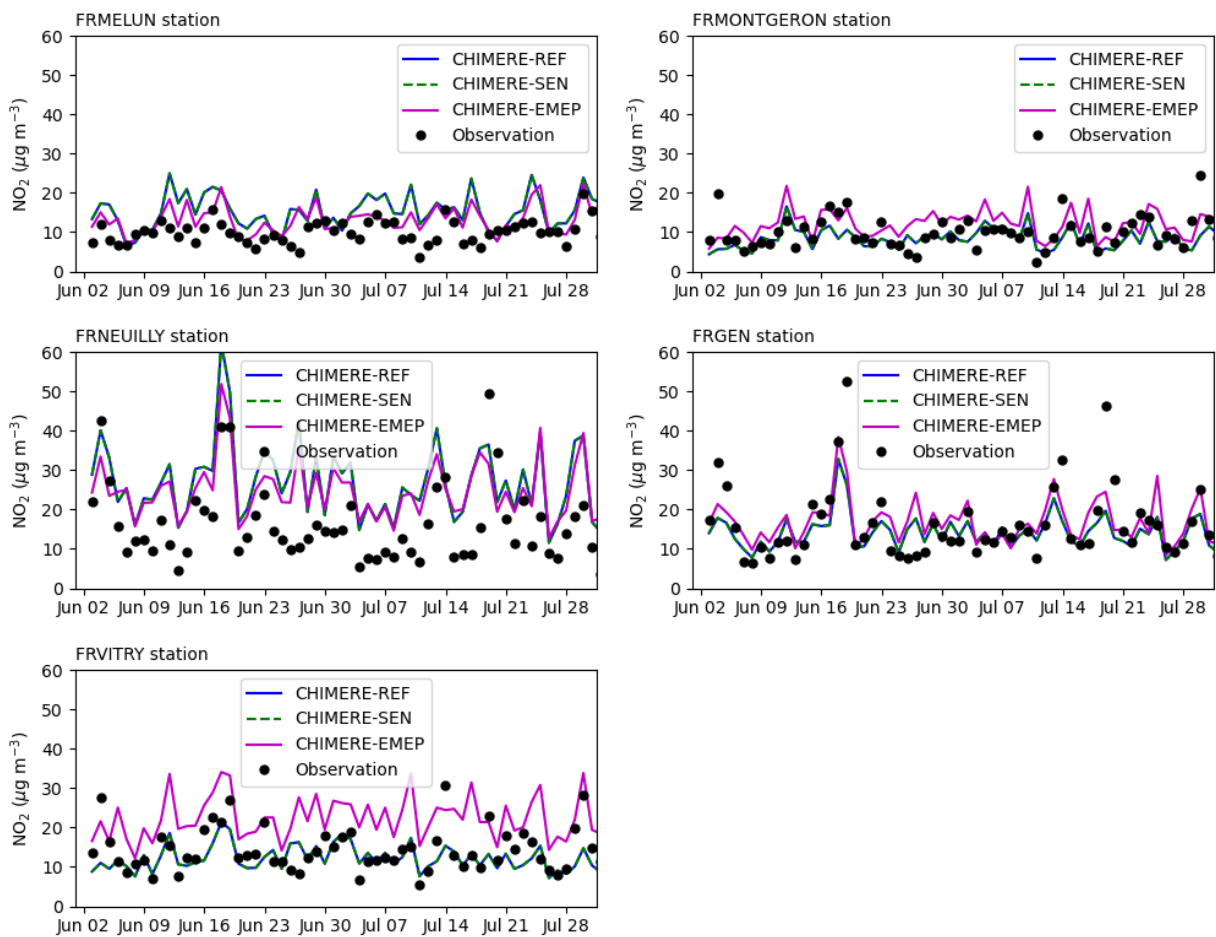 FRMELUN station
60
50
40
30
20
10
0
NO₂ (μg m⁻³)
CHIMERE-REF
CHIMERE-SEN
CHIMERE-EMEP
Observation
Jun 02 Jun 09 Jun 16 Jun 23 Jun 30 Jul 07 Jul 14 Jul 21 Jul 28
FRMONTGERON station
60
50
40
30
20
10
0
NO₂ (μg m⁻³)
CHIMERE-REF
CHIMERE-SEN
CHIMERE-EMEP
Observation
Jun 02 Jun 09 Jun 16 Jun 23 Jun 30 Jul 07 Jul 14 Jul 21 Jul 28
FRNEUILLY station
60
50
40
30
20
10
0
NO₂ (μg m⁻³)
CHIMERE-REF
CHIMERE-SEN
CHIMERE-EMEP
Observation
Jun 02 Jun 09 Jun 16 Jun 23 Jun 30 Jul 07 Jul 14 Jul 21 Jul 28
FRGEN station
60
50
40
30
20
10
0
NO₂ (μg m⁻³)
CHIMERE-REF
CHIMERE-SEN
CHIMERE-EMEP
Observation
Jun 02 Jun 09 Jun 16 Jun 23 Jun 30 Jul 07 Jul 14 Jul 21 Jul 28
FRVITRY station
60
50
40
30
20
10
0
NO₂ (μg m⁻³)
CHIMERE-REF
CHIMERE-SEN
CHIMERE-EMEP
Observation
Jun 02 Jun 09 Jun 16 Jun 23 Jun 30 Jul 07 Jul 14 Jul 21 Jul 28